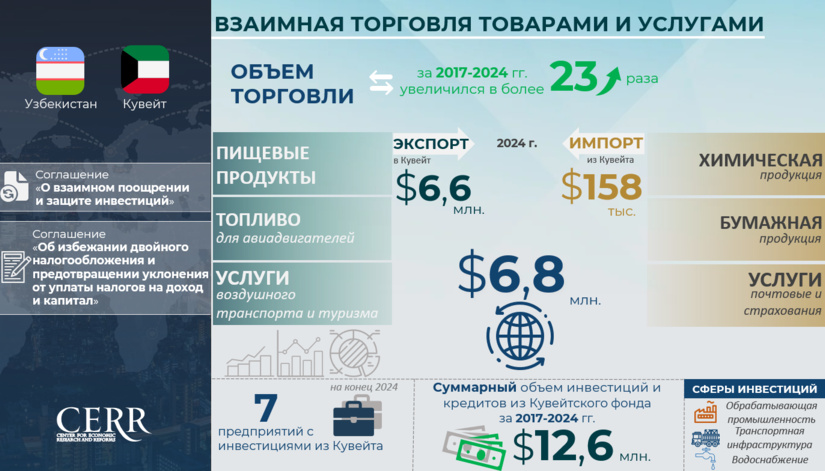 ВЗАИМНАЯ ТОРГОВЛЯ ТОВАРАМИ И УСЛУГАМИ
Узбекистан
Кувейт
ОБЪЕМ
ТОРГОВЛИ
за 2017-2024 гг.
увеличился в более
23
раза
Соглашение
«О взаимном поощрении
и защите инвестиций»
Соглашение
«Об избежании двойного
налогообложения и
предотвращении уклонения
от уплаты налогов на доход
и капитал»
ПИЩЕВЫЕ
ПРОДУКТЫ
ТОПЛИВО
для авиадвигателей
УСЛУГИ
воздушного
транспорта и туризма
ЭКСПОРТ
в Кувейт
$6,6
млн.
2024 г.
ИМПОРТ
из Кувейта
$158
тыс.
ХИМИЧЕСКАЯ
продукция
БУМАЖНАЯ
продукция
УСЛУГИ
почтовые и
страхования
$6,8
млн.
на конец 2024
7
предприятий с
инвестициями из Кувейта
Суммарный объем инвестиций и
кредитов из Кувейтского фонда
за 2017-2024 гг.
$12,6 млн.
СФЕРЫ ИНВЕСТИЦИЙ
Обрабатывающая
промышленность
Транспортная
инфраструктура
Водоснабжение
CERR
CENTER FOR ECONOMIC
RESEARCH AND REFORMS